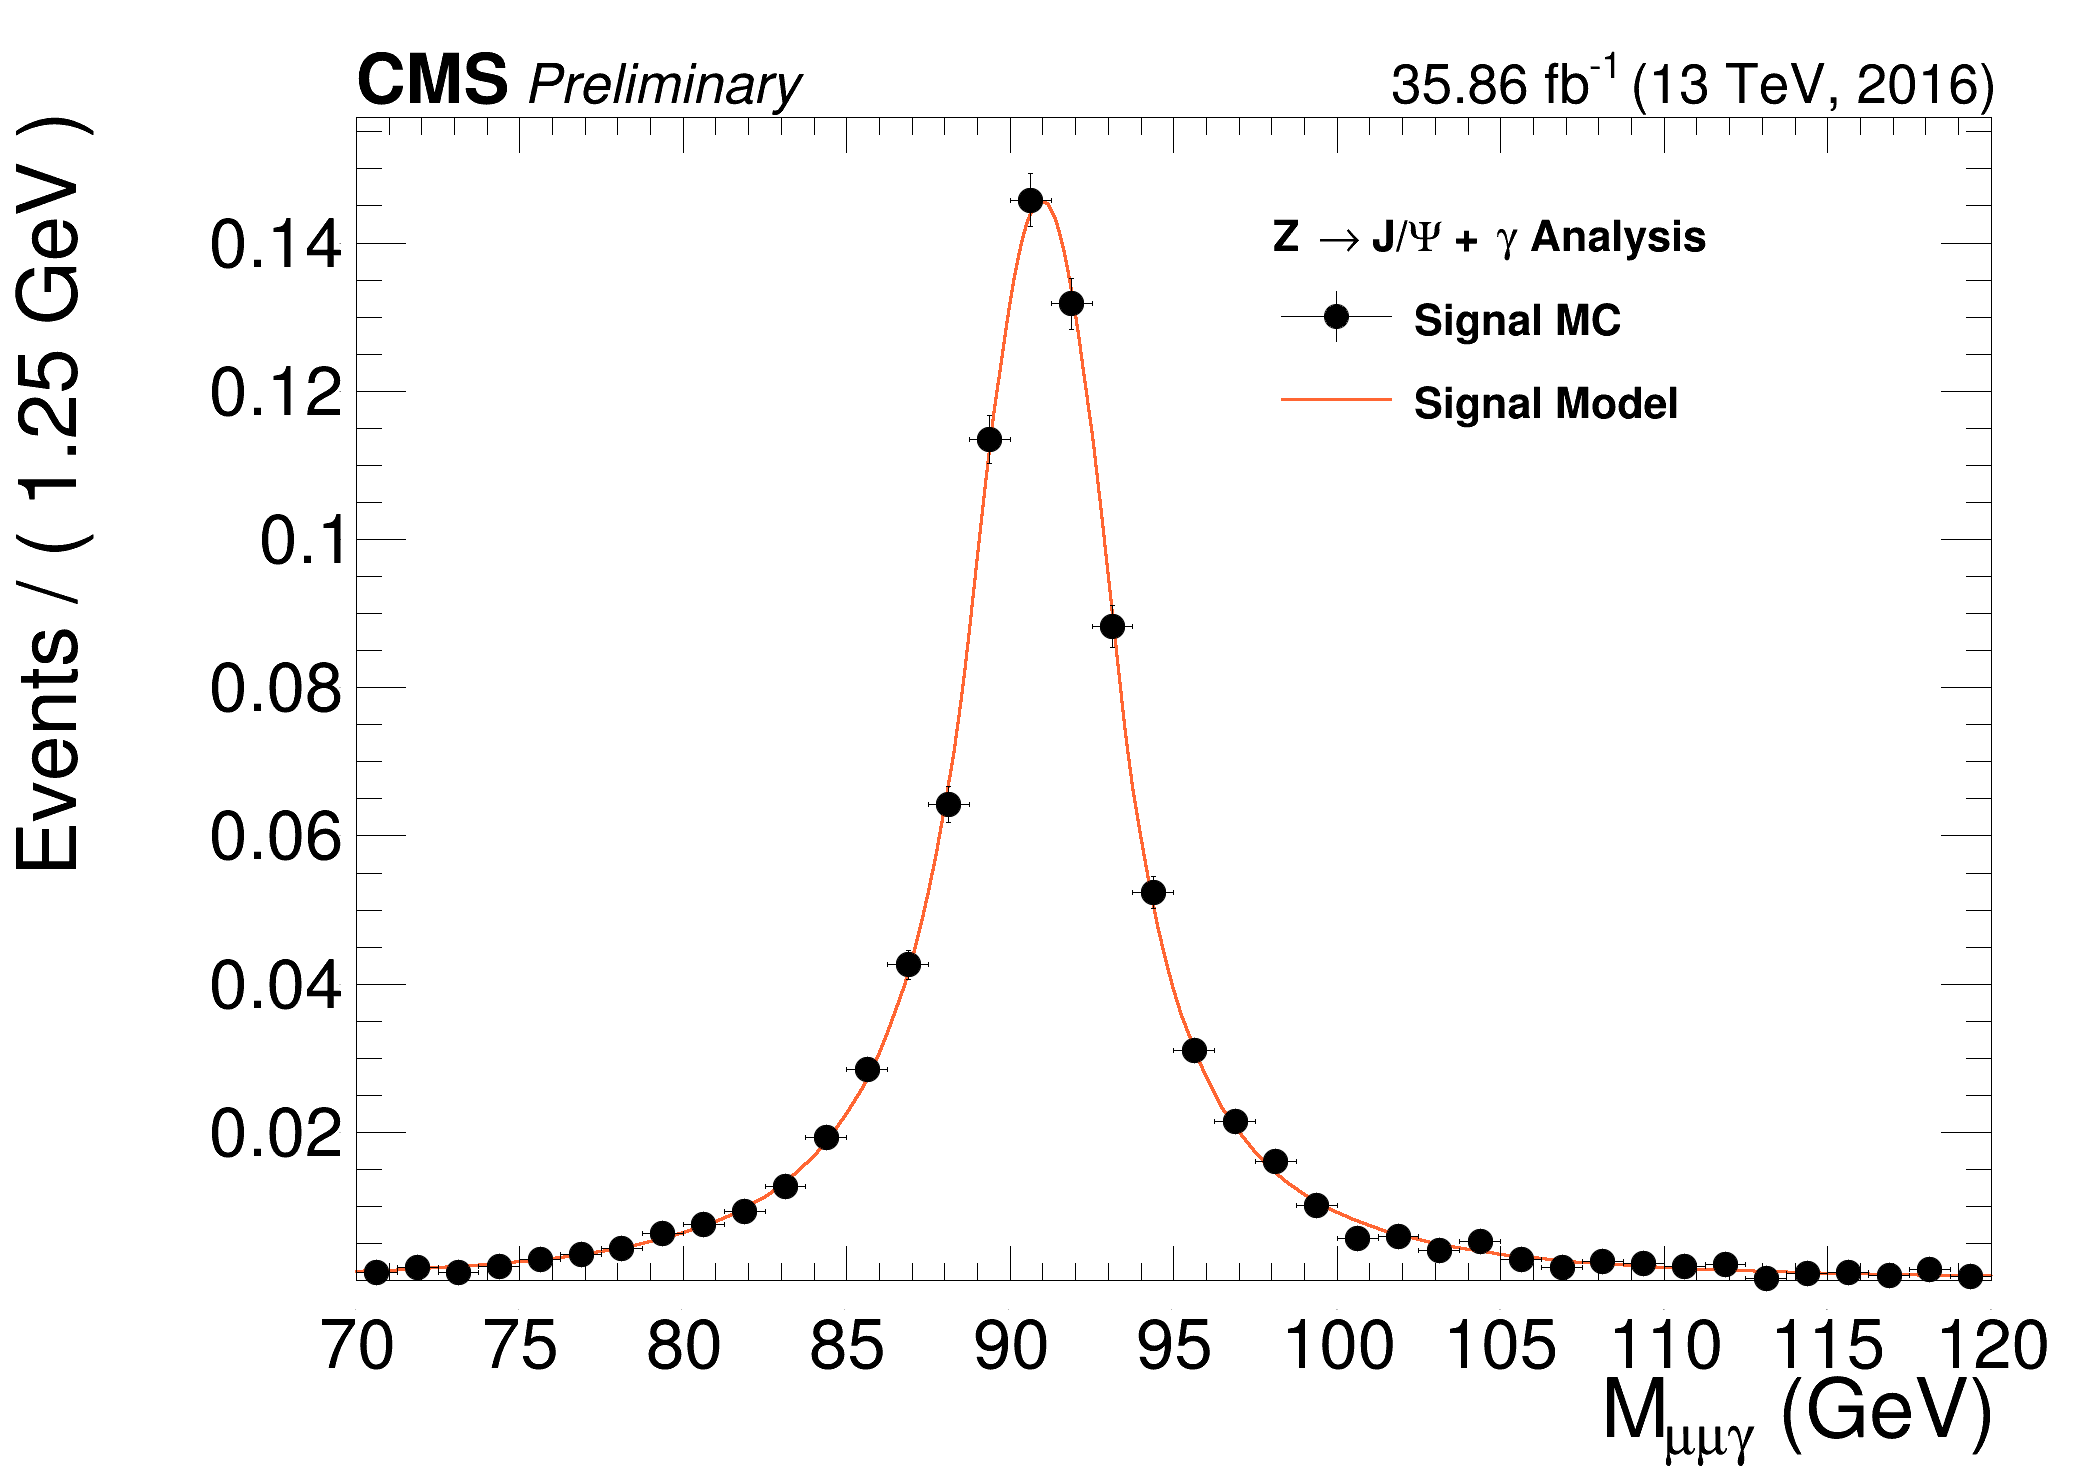 CMS Preliminary
35.86 fb⁻¹ (13 TeV, 2016)
Events / ( 1.25 GeV )
0.14
0.12
0.1
0.08
0.06
0.04
0.02
Z → J/Ψ + γ Analysis
Signal MC
Signal Model
70 75 80 85 90 95 100 105 110 115 120
M_μμγ (GeV)